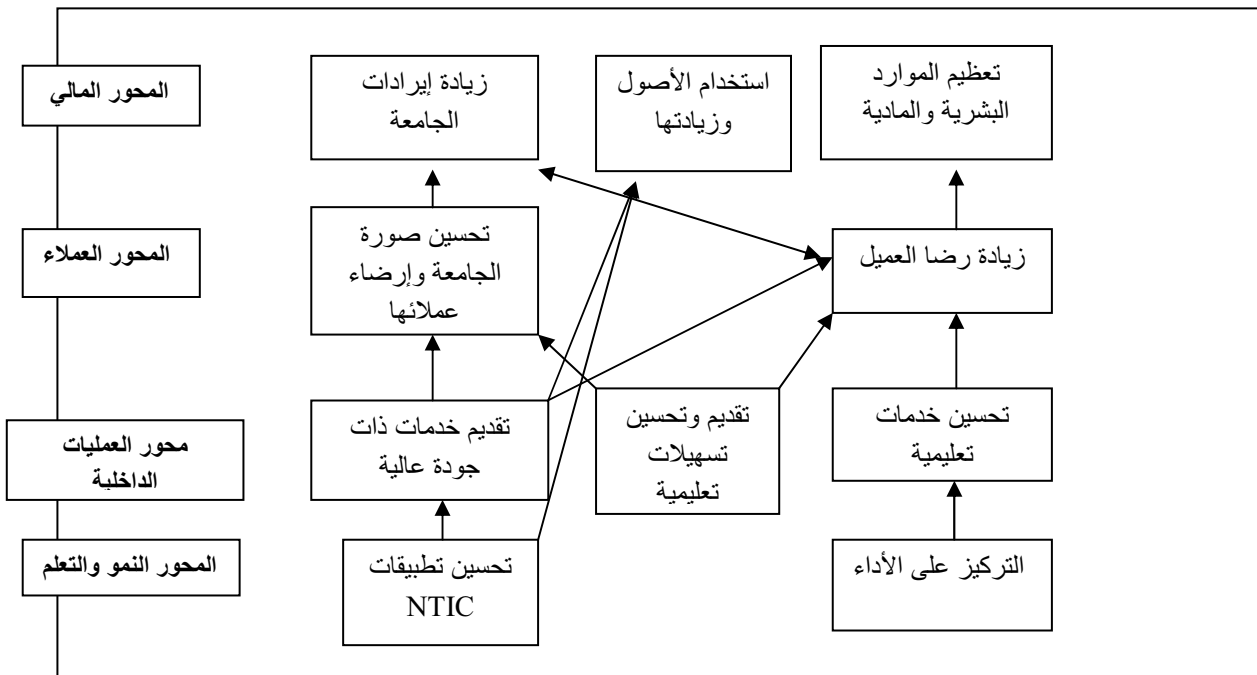 تعظيم الموارد
البشرية والمادية
استخدام الأصول
وزيادتها
زيادة إيرادات
الجامعة
المحور المالي
زيادة رضا العميل
تحسين صورة
الجامعة وإرضاء
عملائها
المحور العملاء
تحسين خدمات
تعليمية
تقديم وتحسين
تسهيلات
تعليمية
تقديم خدمات ذات
جودة عالية
محور العمليات
الداخلية
التركيز على الأداء
تحسين تطبيقات
NTIC
المحور النمو والتعلم